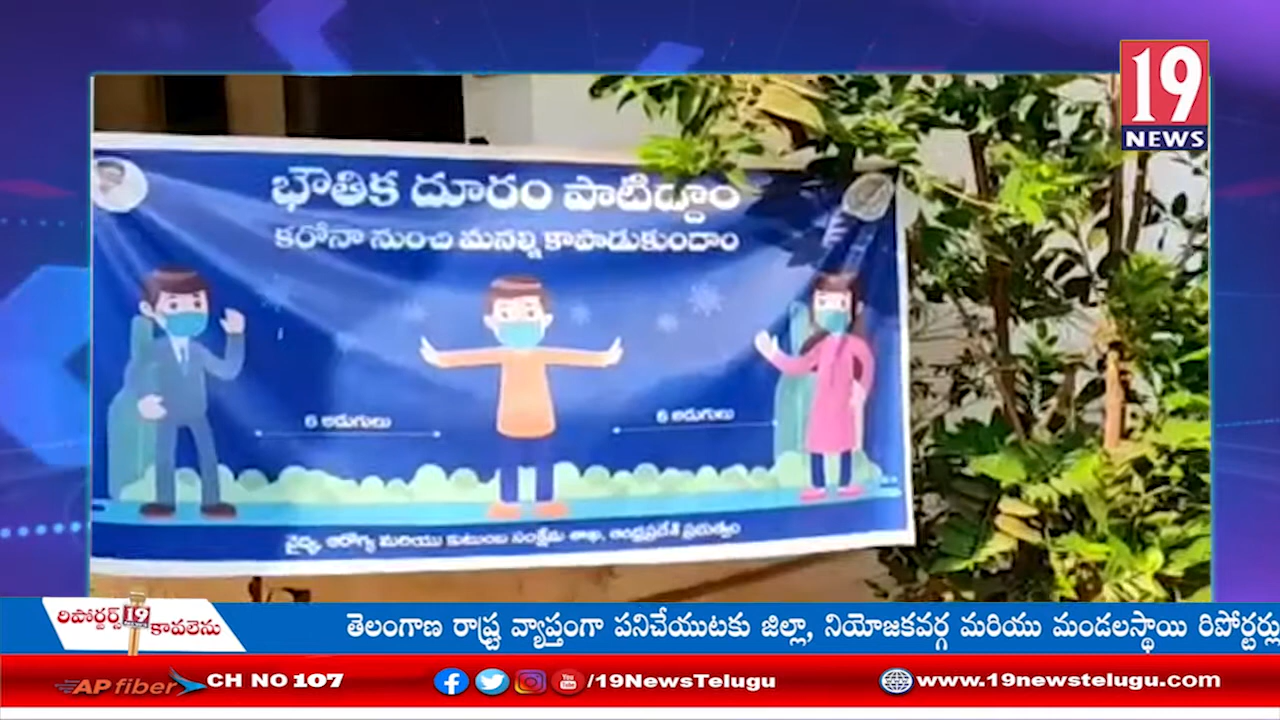 19
NEWS
భౌతిక దూరం పాటిద్దాం
కరోనా నుంచి మనల్ని కాపాడుకుందాం
6 అడుగులు
6 అడుగులు
వైద్య, ఆరోగ్య మరియు కుటుంబ సంక్షేమ శాఖ, ఆంధ్రప్రదేశ్ ప్రభుత్వం
రిపోర్టర్స్ 19 కావలెను
తెలంగాణ రాష్ట్ర వ్యాప్తంగా పనిచేయుటకు జిల్లా, నియోజకవర్గ మరియు మండలస్థాయి రిపోర్టర్లు
AP fiber CH NO 107 /19NewsTelugu www.19newstelugu.com